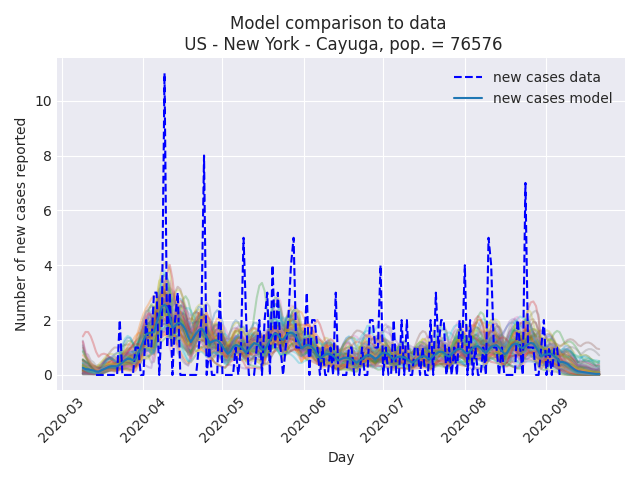 Model comparison to data
US - New York - Cayuga, pop. = 76576
new cases data
new cases model
Number of new cases reported
10
8
6
4
2
0
2020-03
2020-04
2020-05
2020-06
2020-07
2020-08
2020-09
Day